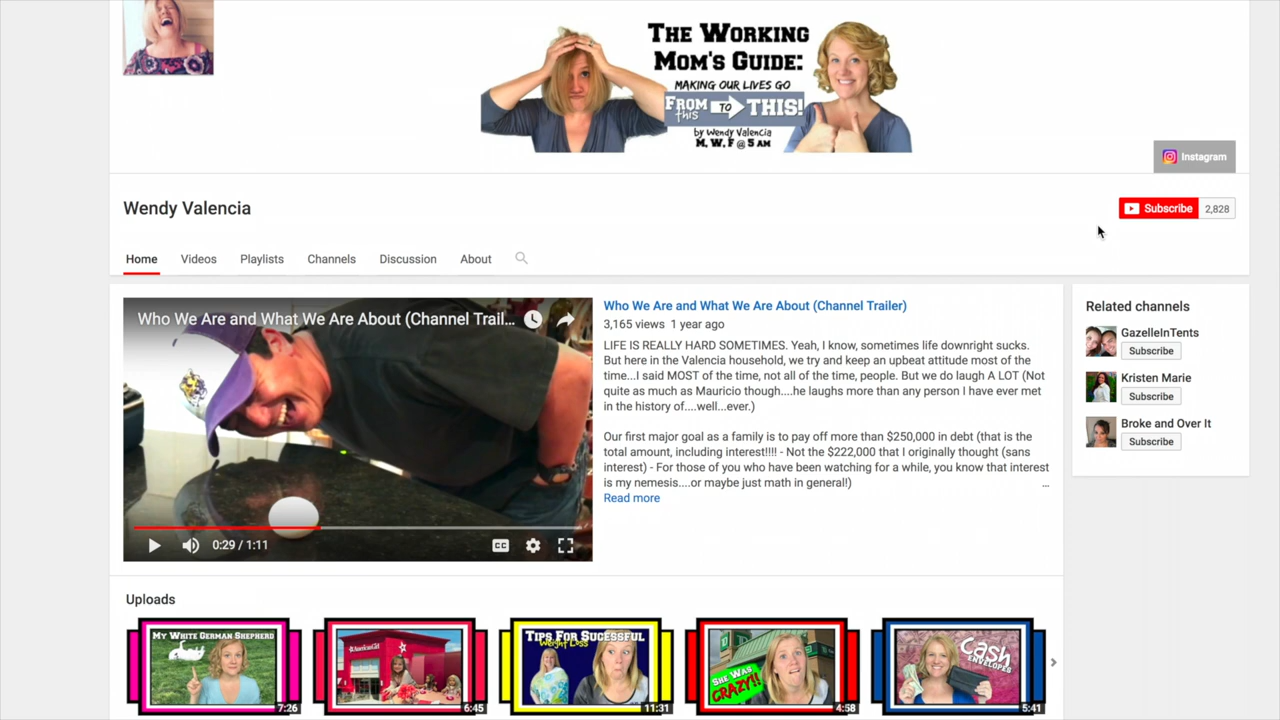 THE WORKING
MOM'S GUIDE:
MAKING OUR LIVES GO
FROM this TO THIS!
by Wendy Valencia
M, W, F @ 5 AM
Instagram
Wendy Valencia
Subscribe 2,828
Home Videos Playlists Channels Discussion About
Who We Are and What We Are About (Channel Trail...
Who We Are and What We Are About (Channel Trailer)
3,165 views 1 year ago
LIFE IS REALLY HARD SOMETIMES. Yeah, I know, sometimes life downright sucks.
But here in the Valencia household, we try and keep an upbeat attitude most of the
time...I said MOST of the time, not all of the time, people. But we do laugh A LOT (Not
quite as much as Mauricio though....he laughs more than any person I have ever met
in the history of....well...ever.)
Our first major goal as a family is to pay off more than $250,000 in debt (that is the
total amount, including interest!!!! - Not the $222,000 that I originally thought (sans
interest) - For those of you who have been watching for a while, you know that interest
is my nemesis....or maybe just math in general!) ...
Read more
CC
0:29 / 1:11
Related channels
GazelleInTents
Subscribe
Kristen Marie
Subscribe
Broke and Over It
Subscribe
Uploads
MY WHITE GERMAN SHEPHERD
7:26
American Girl
6:45
TIPS FOR SUCESSFUL
Weight Loss
11:31
SHE WAS
CRAZY!!
4:58
Cash
ENVELOPES
5:41